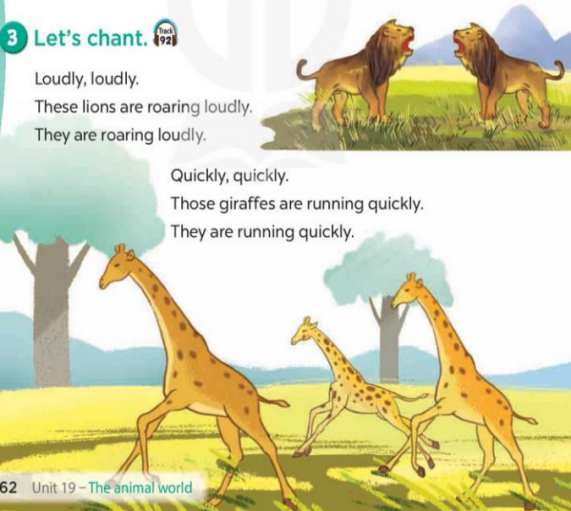 3 Let's chant. Track 92
Loudly, loudly.
These lions are roaring loudly.
They are roaring loudly.
Quickly, quickly.
Those giraffes are running quickly.
They are running quickly.
62 Unit 19 – The animal world